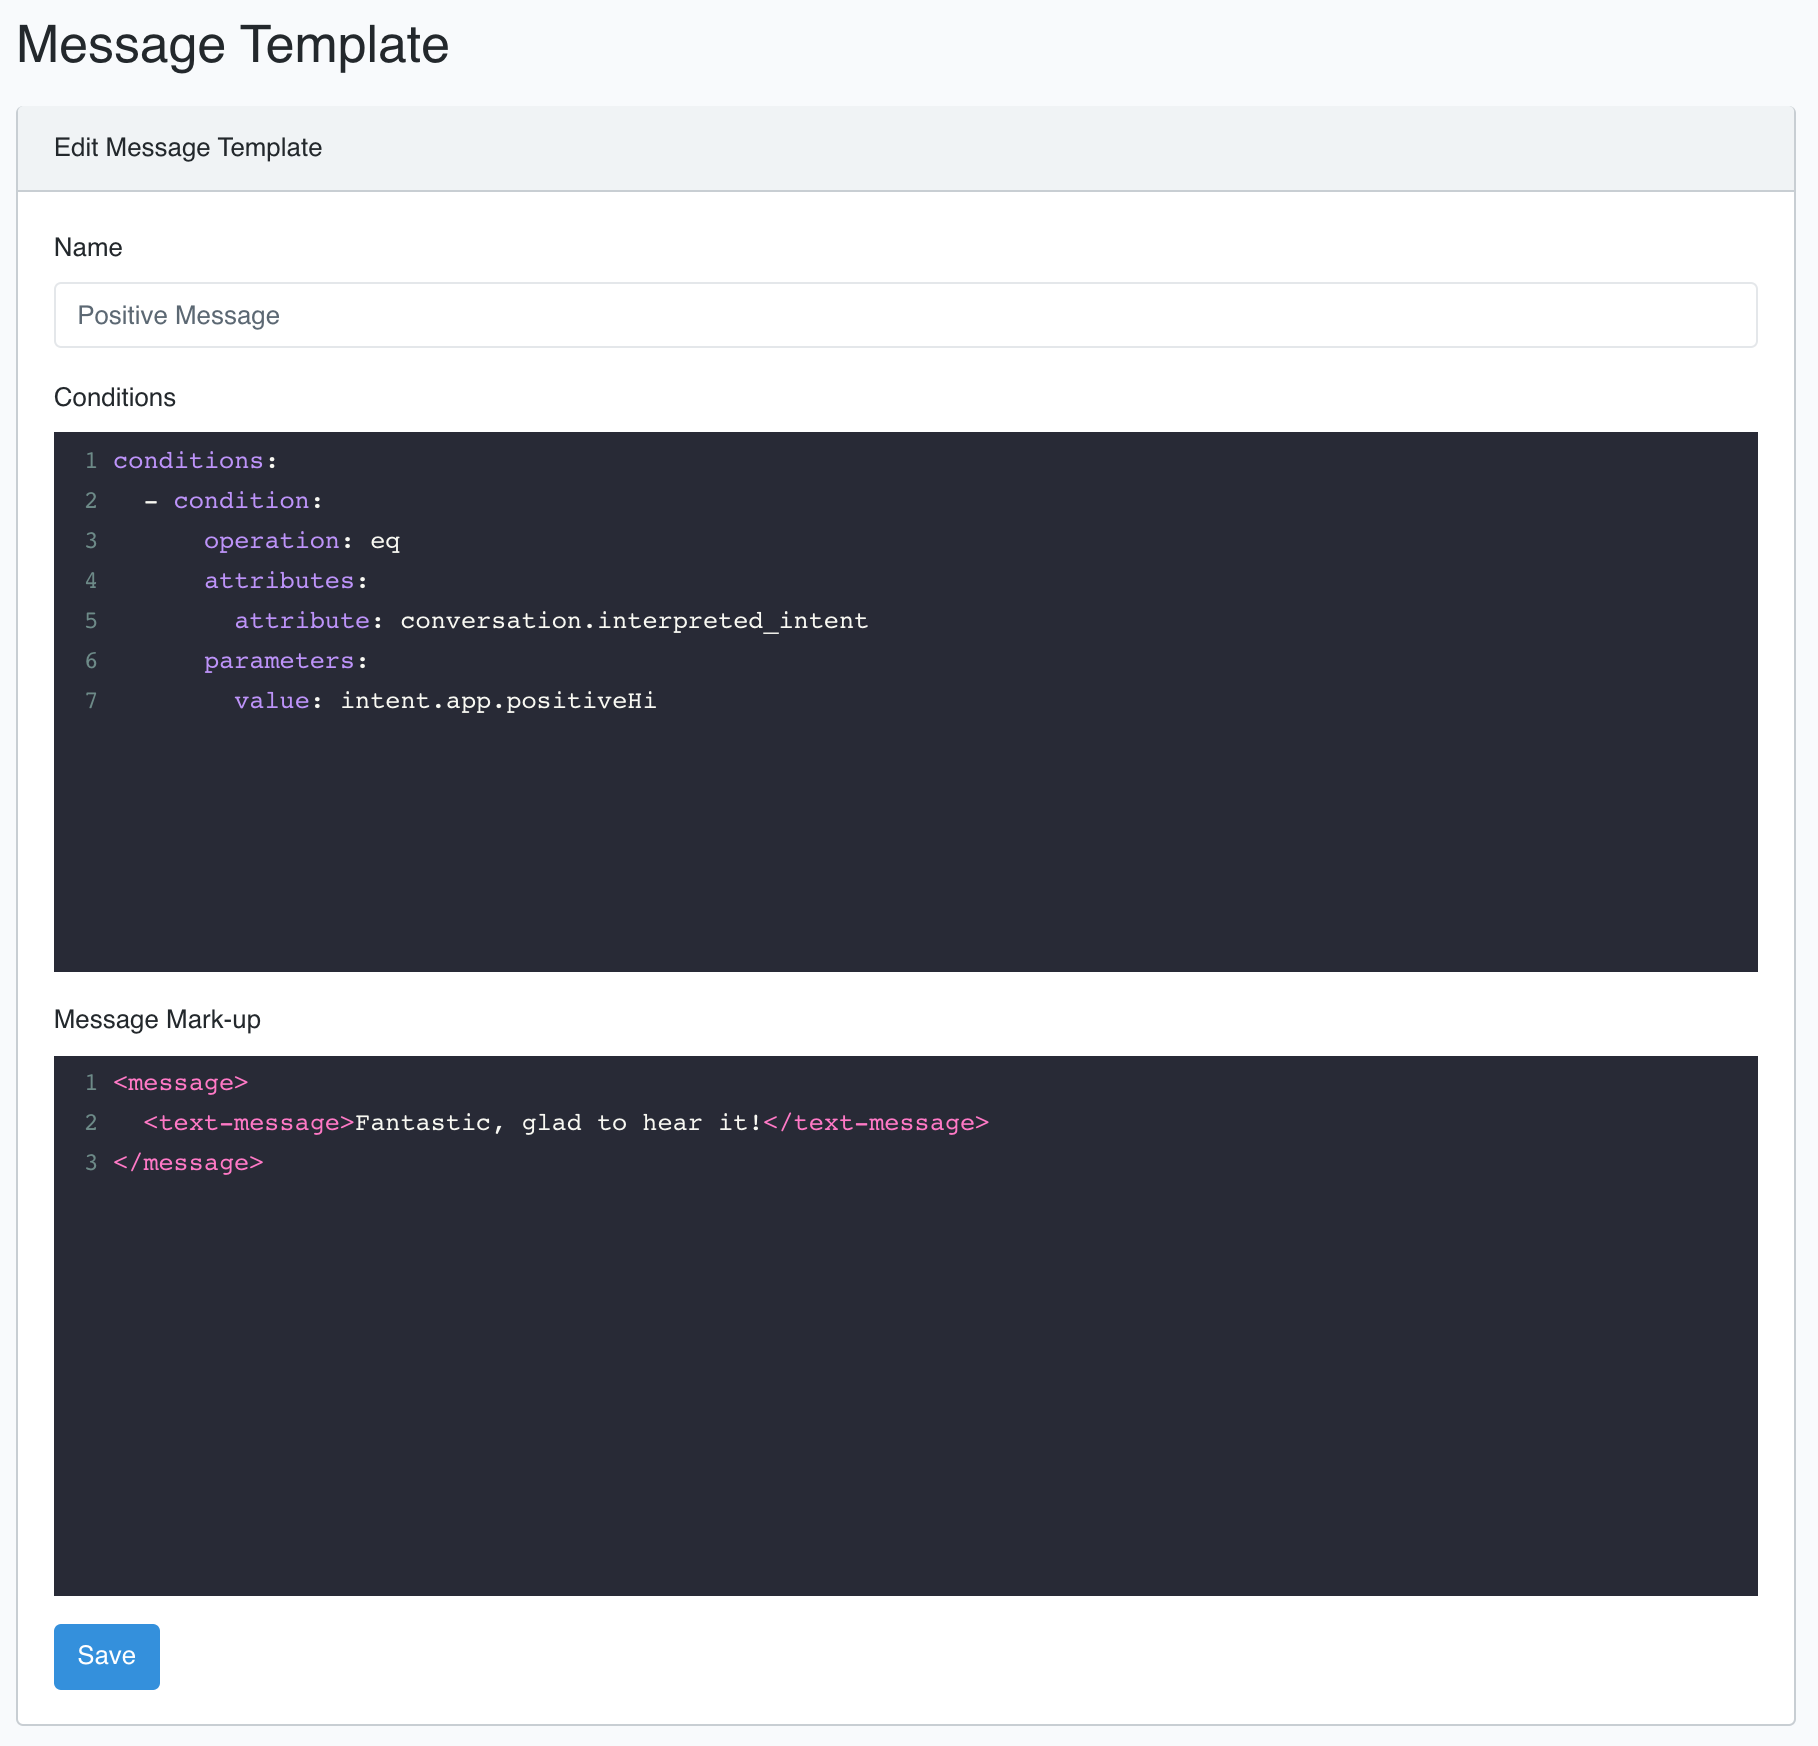 Message Template
Edit Message Template
Name
Positive Message
Conditions
1 conditions:
2   - condition:
3       operation: eq
4       attributes:
5         attribute: conversation.interpreted_intent
6       parameters:
7         value: intent.app.positiveHi
Message Mark-up
1 <message>
2   <text-message>Fantastic, glad to hear it!</text-message>
3 </message>
Save